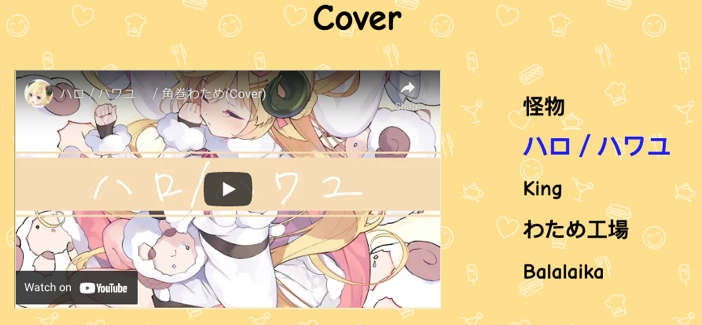 Cover
ハロ / ハワユ　/ 角巻わため(Cover)
Share
ハロ/ハワユ
Watch on YouTube
怪物
ハロ / ハワユ
King
わため工場
Balalaika